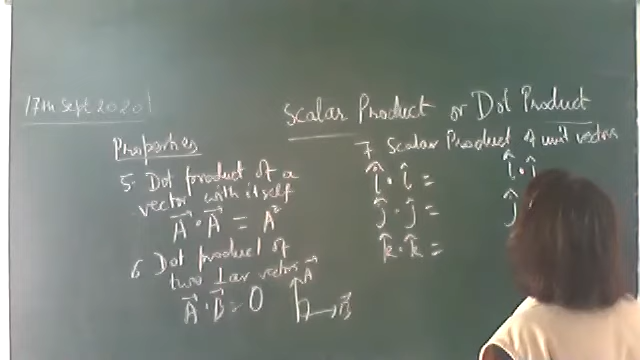 17th Sept 2020
Scalar Product or Dot Product
Properties
5. Dot product of a
vector with itself
A⃗ · A⃗ = A²
6. Dot product of
two ⊥ar vectors
A⃗ · B⃗ = 0
A⃗
B⃗
7 Scalar Product of unit vectors
î · î =
ĵ · ĵ =
k̂ · k̂ =
î ·
ĵ